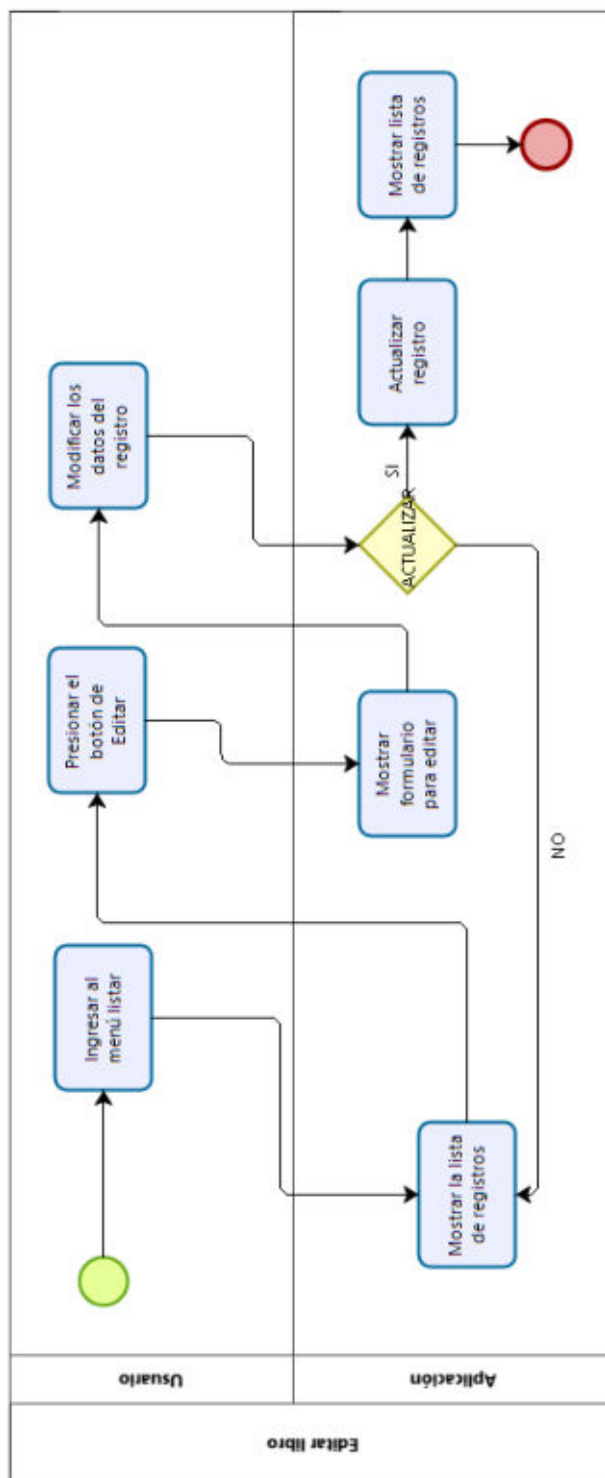 Editar libro
Usuario
Aplicación
Ingresar al
menú listar
Mostrar la lista
de registros
Presionar el
botón de
Editar
Mostrar
formulario
para editar
Modificar los
datos del
registro
ACTUALIZAR
SI
NO
Actualizar
registro
Mostrar lista
de registros